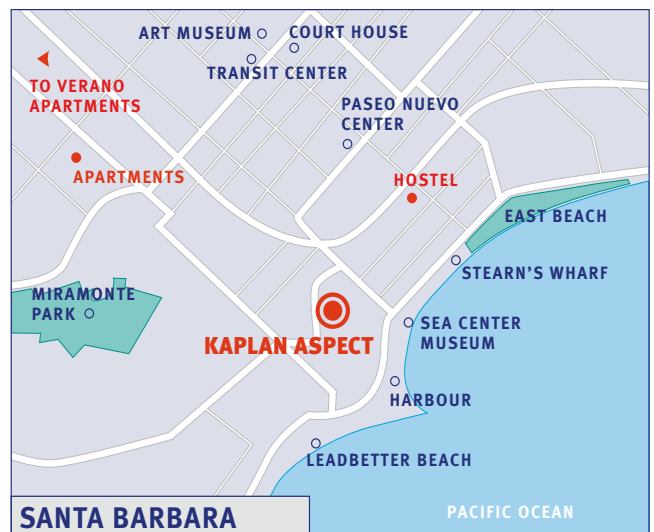 ART MUSEUM
COURT HOUSE
TRANSIT CENTER
TO VERANO
APARTMENTS
PASEO NUEVO
CENTER
APARTMENTS
HOSTEL
EAST BEACH
STEARN'S WHARF
MIRAMONTE
PARK
KAPLAN ASPECT
SEA CENTER
MUSEUM
HARBOUR
LEADBETTER BEACH
SANTA BARBARA
PACIFIC OCEAN